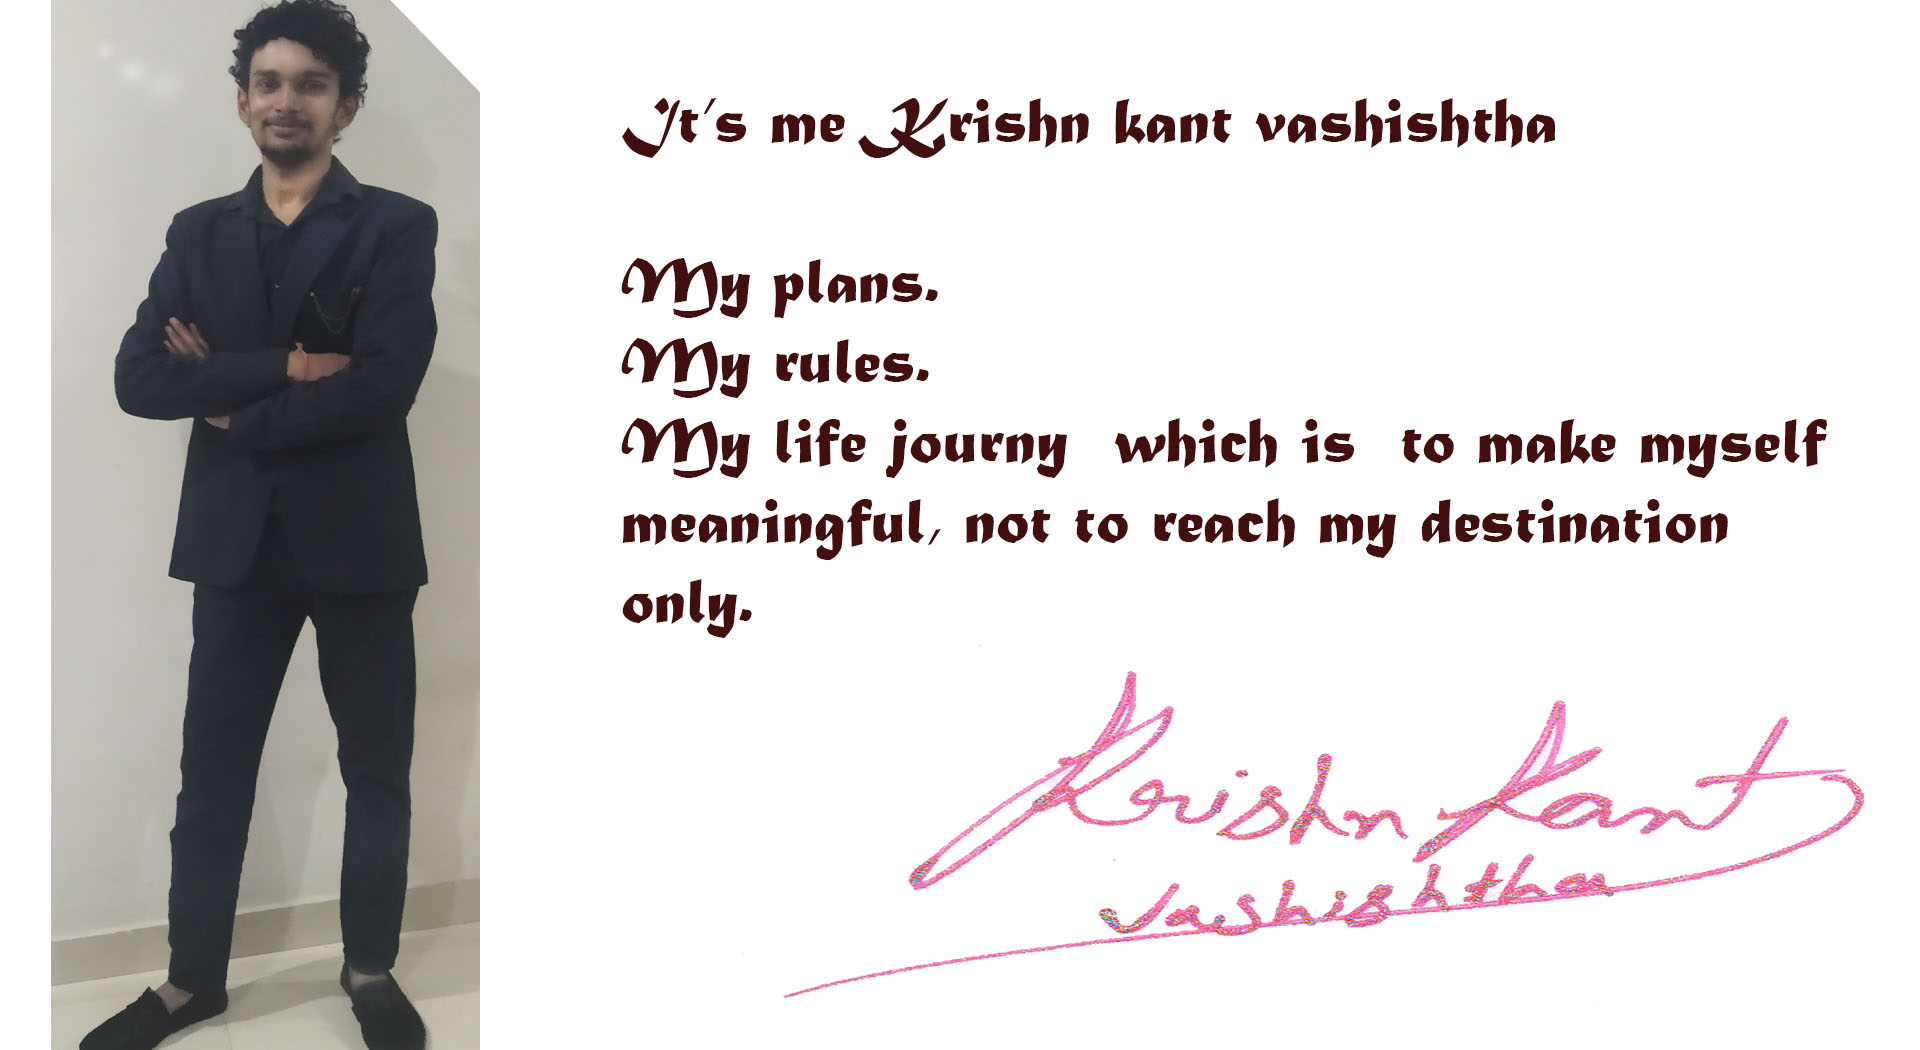 It's me Krishn kant vashishtha
My plans.
My rules.
My life journy which is to make myself
meaningful, not to reach my destination
only.
Krishn Kant
Vashishtha